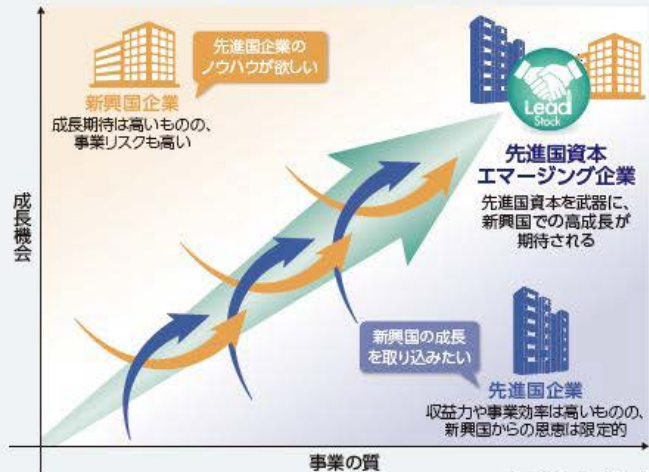 先進国企業の
ノウハウが欲しい
新興国企業
成長期待は高いものの、
事業リスクも高い
Lead
Stock
先進国資本
エマージング企業
先進国資本を武器に、
新興国での高成長が
期待される
成長機会
新興国の成長
を取り込みたい
先進国企業
収益力や事業効率は高いものの、
新興国からの恩恵は限定的
事業の質